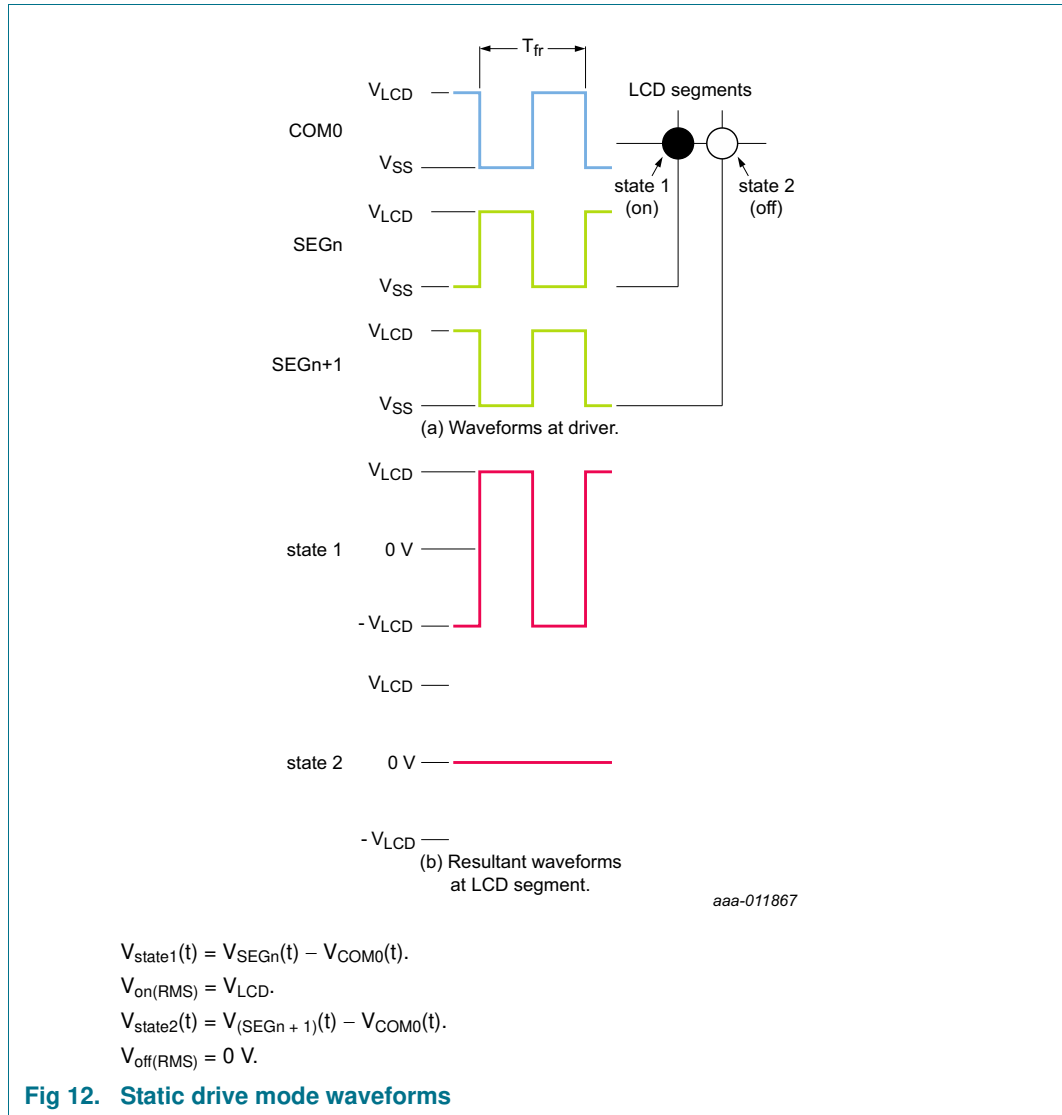 T_fr
V_LCD
LCD segments
COM0
V_SS
state 1
(on)
state 2
(off)
V_LCD
SEGn
V_SS
V_LCD
SEGn+1
V_SS
(a) Waveforms at driver.
V_LCD
state 1 0 V
- V_LCD
V_LCD
state 2 0 V
- V_LCD
(b) Resultant waveforms
at LCD segment.
aaa-011867
V_state1(t) = V_SEGn(t) − V_COM0(t).
V_on(RMS) = V_LCD.
V_state2(t) = V_(SEGn + 1)(t) − V_COM0(t).
V_off(RMS) = 0 V.
Fig 12. Static drive mode waveforms